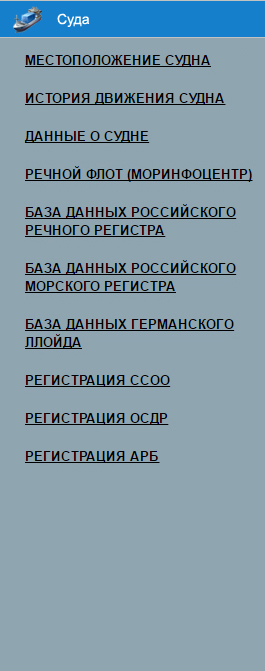 Суда
МЕСТОПОЛОЖЕНИЕ СУДНА
ИСТОРИЯ ДВИЖЕНИЯ СУДНА
ДАННЫЕ О СУДНЕ
РЕЧНОЙ ФЛОТ (МОРИНФОЦЕНТР)
БАЗА ДАННЫХ РОССИЙСКОГО
РЕЧНОГО РЕГИСТРА
БАЗА ДАННЫХ РОССИЙСКОГО
МОРСКОГО РЕГИСТРА
БАЗА ДАННЫХ ГЕРМАНСКОГО
ЛЛОЙДА
РЕГИСТРАЦИЯ ССОО
РЕГИСТРАЦИЯ ОСДР
РЕГИСТРАЦИЯ АРБ